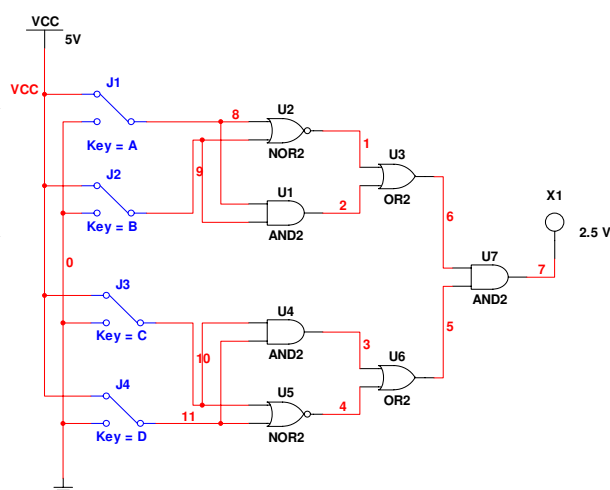 VCC
5V
VCC
J1
Key = A
8
U2
NOR2
1
U3
OR2
J2
Key = B
9
U1
AND2
2
6
X1
2.5 V
0
U7
AND2
7
J3
Key = C
10
U4
AND2
3
5
U6
OR2
J4
Key = D
11
U5
NOR2
4